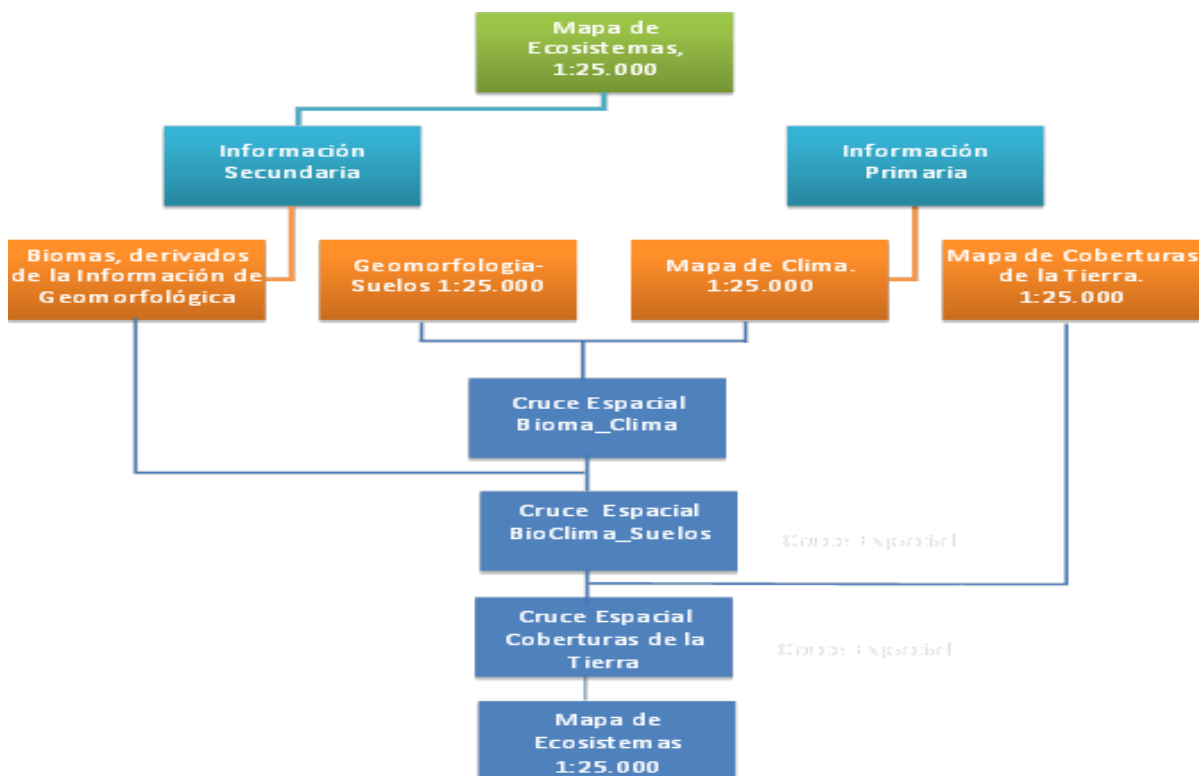 Mapa de
Ecosistemas,
1:25.000
Información
Secundaria
Información
Primaria
Biomas, derivados
de la Información de
Geomorfológica
Geomorfologia-
Suelos 1:25.000
Mapa de Clima.
1:25.000
Mapa de Coberturas
de la Tierra.
1:25.000
Cruce Espacial
Bioma_Clima
Cruce Espacial
BioClima_Suelos
Cruce Espacial
Coberturas de la
Tierra
Mapa de
Ecosistemas
1:25.000